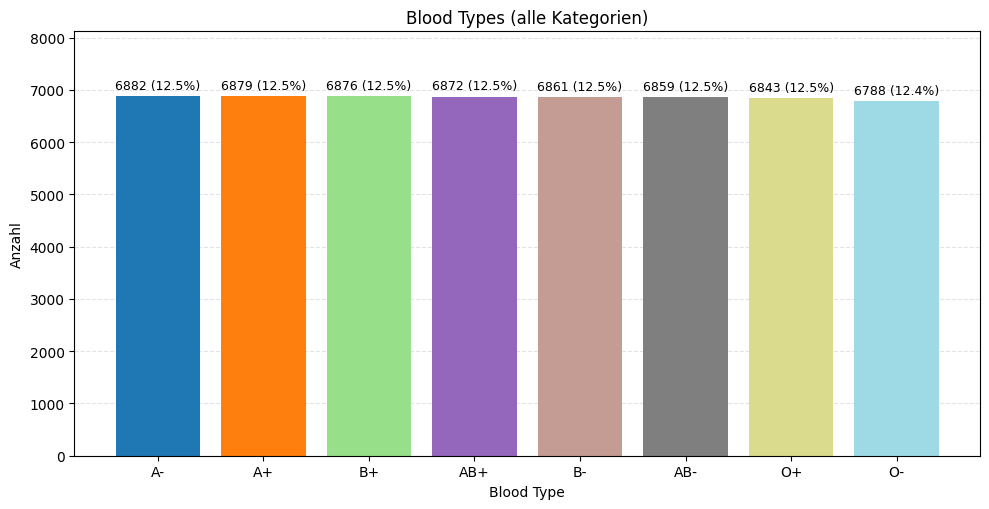 Blood Types (alle Kategorien)
8000
7000
6000
5000
4000
3000
2000
1000
0
Anzahl
6882 (12.5%) 6879 (12.5%) 6876 (12.5%) 6872 (12.5%) 6861 (12.5%) 6859 (12.5%) 6843 (12.5%) 6788 (12.4%)
A- A+ B+ AB+ B- AB- O+ O-
Blood Type